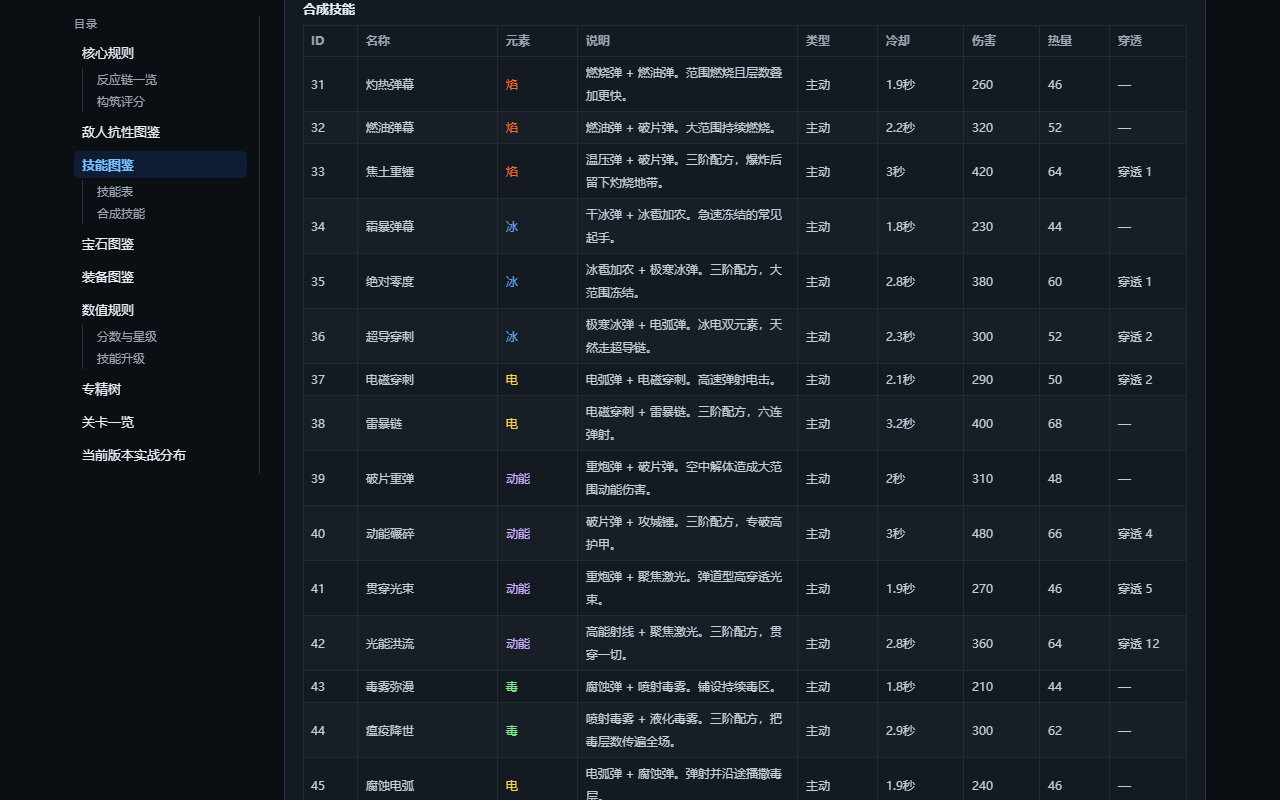 目录
核心规则
反应链一览
构筑评分
敌人抗性图鉴
技能图鉴
技能表
合成技能
宝石图鉴
装备图鉴
数值规则
分数与星级
技能升级
专精树
关卡一览
当前版本实战分布
合成技能
ID 名称 元素 说明 类型 冷却 伤害 热量 穿透
31 灼热弹幕 焰 燃烧弹 + 燃油弹。范围燃烧且层数叠
加更快。 主动 1.9秒 260 46 —
32 燃油弹幕 焰 燃油弹 + 破片弹。大范围持续燃烧。 主动 2.2秒 320 52 —
33 焦土重锤 焰 温压弹 + 破片弹。三阶配方，爆炸后
留下灼烧地带。 主动 3秒 420 64 穿透 1
34 霜暴弹幕 冰 干冰弹 + 冰雹加农。急速冻结的常见
起手。 主动 1.8秒 230 44 —
35 绝对零度 冰 冰雹加农 + 极寒冰弹。三阶配方，大
范围冻结。 主动 2.8秒 380 60 穿透 1
36 超导穿刺 冰 极寒冰弹 + 电弧弹。冰电双元素，天
然走超导链。 主动 2.3秒 300 52 穿透 2
37 电磁穿刺 电 电弧弹 + 电磁穿刺。高速弹射电击。 主动 2.1秒 290 50 穿透 2
38 雷暴链 电 电磁穿刺 + 雷暴链。三阶配方，六连
弹射。 主动 3.2秒 400 68 —
39 破片重弹 动能 重炮弹 + 破片弹。空中解体造成大范
围动能伤害。 主动 2秒 310 48 —
40 动能碾碎 动能 破片弹 + 攻城锤。三阶配方，专破高
护甲。 主动 3秒 480 66 穿透 4
41 贯穿光束 动能 重炮弹 + 聚焦激光。弹道型高穿透光
束。 主动 1.9秒 270 46 穿透 5
42 光能洪流 动能 高能射线 + 聚焦激光。三阶配方，贯
穿一切。 主动 2.8秒 360 64 穿透 12
43 毒雾弥漫 毒 腐蚀弹 + 喷射毒雾。铺设持续毒区。 主动 1.8秒 210 44 —
44 瘟疫降世 毒 喷射毒雾 + 液化毒雾。三阶配方，把
毒层数传遍全场。 主动 2.9秒 300 62 —
45 腐蚀电弧 电 电弧弹 + 腐蚀弹。弹射并沿途播撒毒
层。 主动 1.9秒 240 46 —